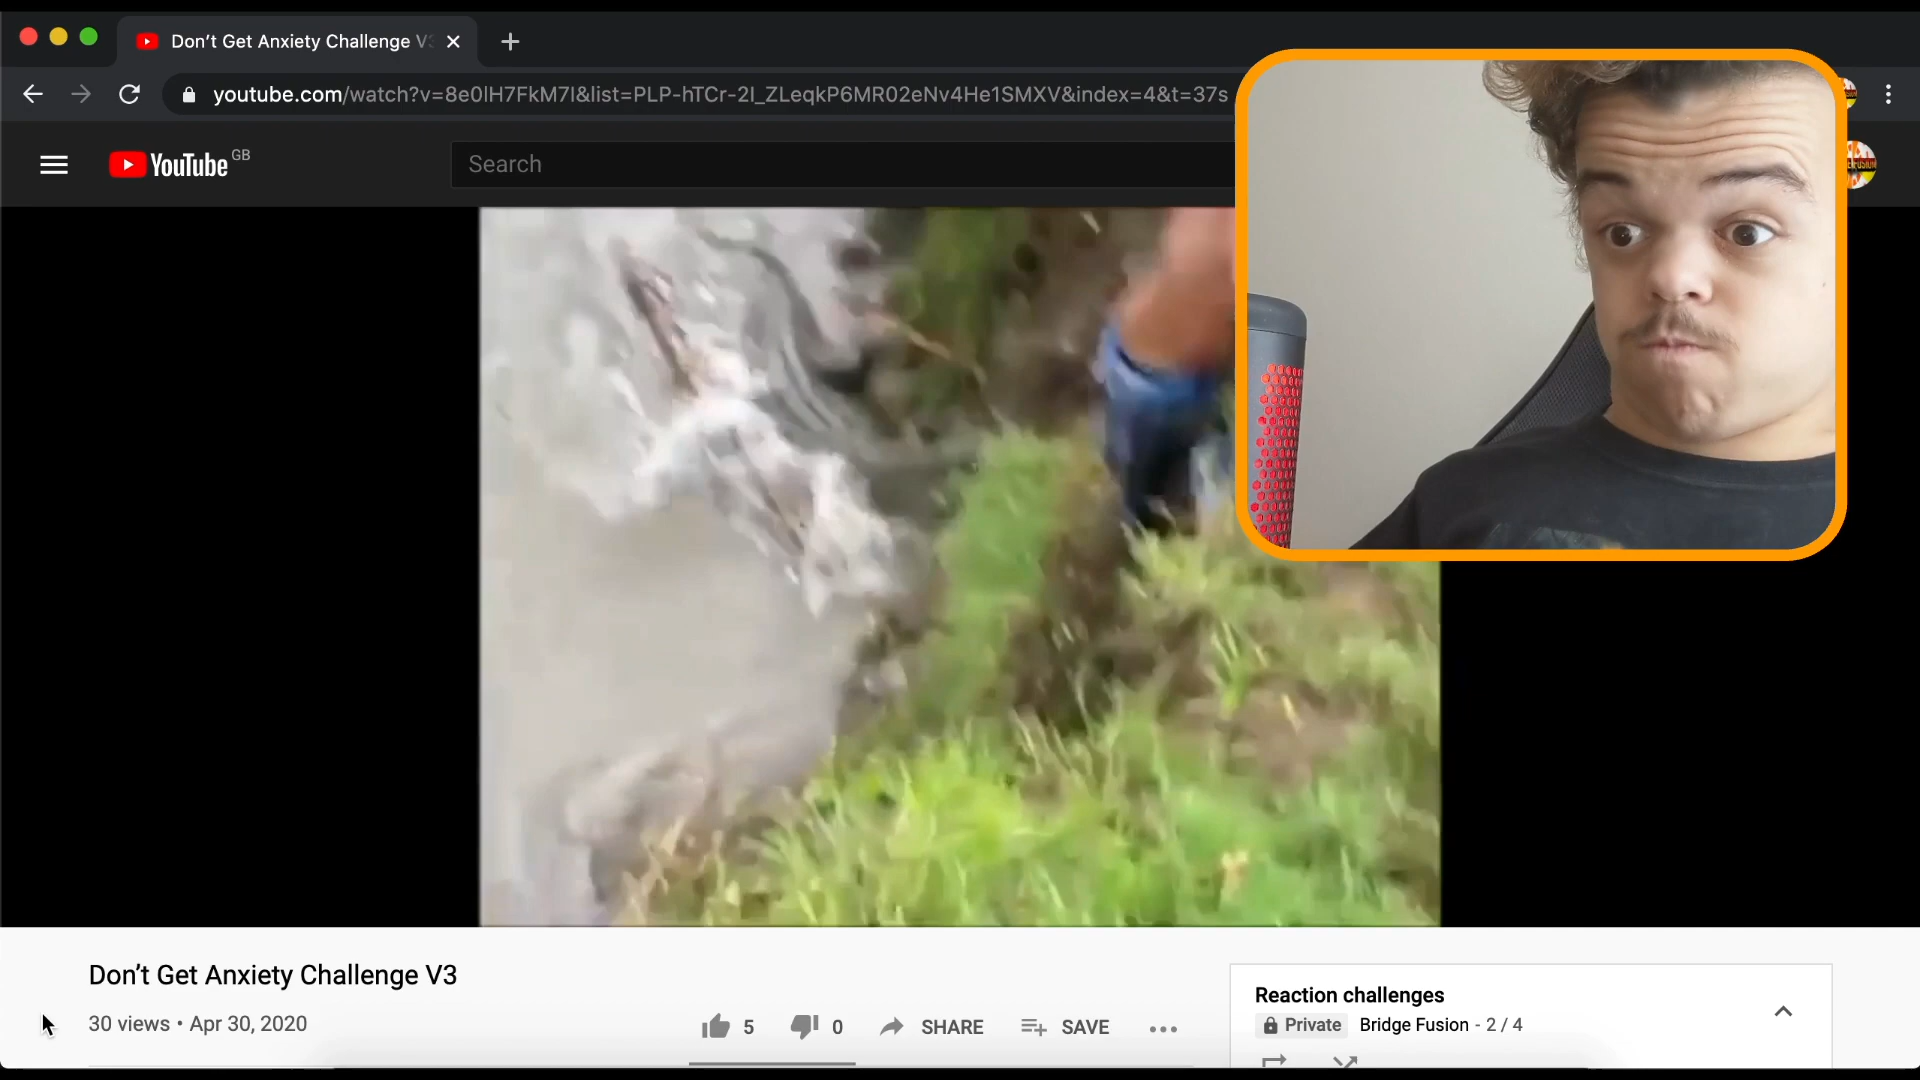 Don't Get Anxiety Challenge V3
youtube.com/watch?v=8e0lH7FkM7I&list=PLP-hTCr-2I_ZLeqkP6MR02eNv4He1SMXV&index=4&t=37s
YouTube GB
Search
Don't Get Anxiety Challenge V3
30 views • Apr 30, 2020
5
0
SHARE
SAVE
Reaction challenges
Private Bridge Fusion - 2 / 4